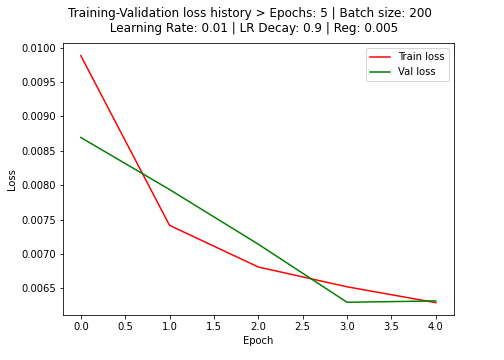 Training-Validation loss history > Epochs: 5 | Batch size: 200
Learning Rate: 0.01 | LR Decay: 0.9 | Reg: 0.005
Train loss
Val loss
0.0100
0.0095
0.0090
0.0085
0.0080
0.0075
0.0070
0.0065
Loss
0.0 0.5 1.0 1.5 2.0 2.5 3.0 3.5 4.0
Epoch